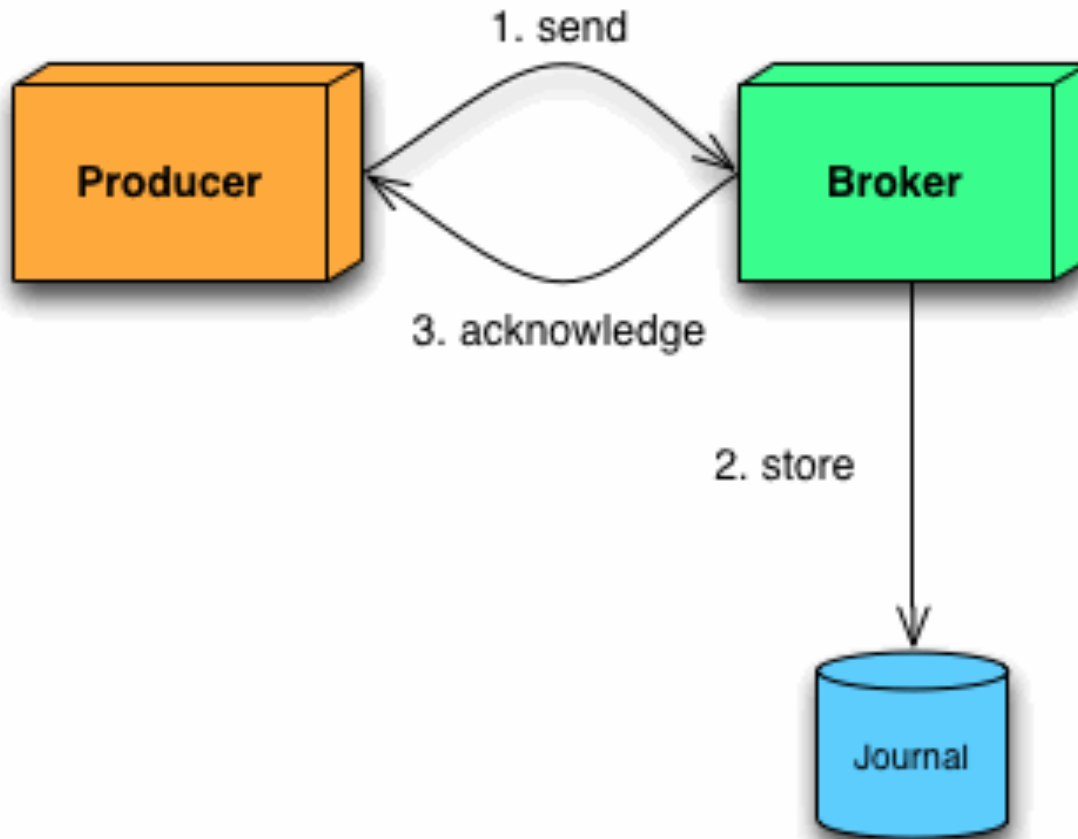 1. send
Producer
Broker
3. acknowledge
2. store
Journal